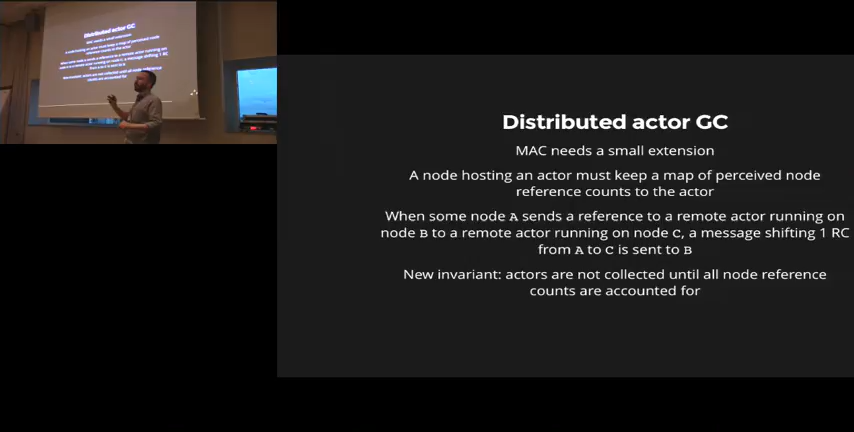 Distributed actor GC
MAC needs a small extension
A node hosting an actor must keep a map of perceived node
reference counts to the actor
When some node A sends a reference to a remote actor running on
node B to a remote actor running on node C, a message shifting 1 RC
from A to C is sent to B
New invariant: actors are not collected until all node reference
counts are accounted for